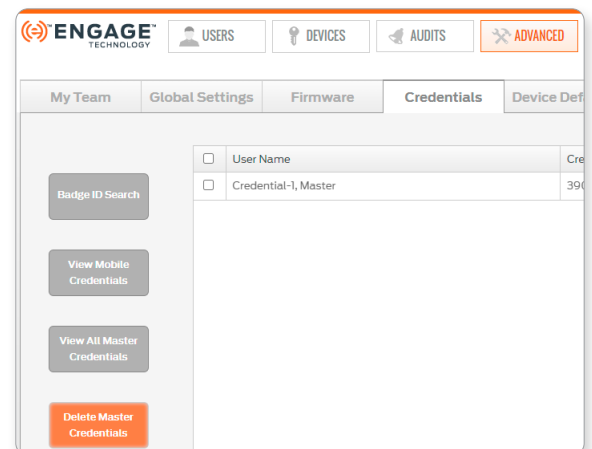 ENGAGE™
TECHNOLOGY
USERS
DEVICES
AUDITS
ADVANCED
My Team
Global Settings
Firmware
Credentials
Device Def
User Name
Cre
Credential-1, Master
390
Badge ID Search
View Mobile
Credentials
View All Master
Credentials
Delete Master
Credentials